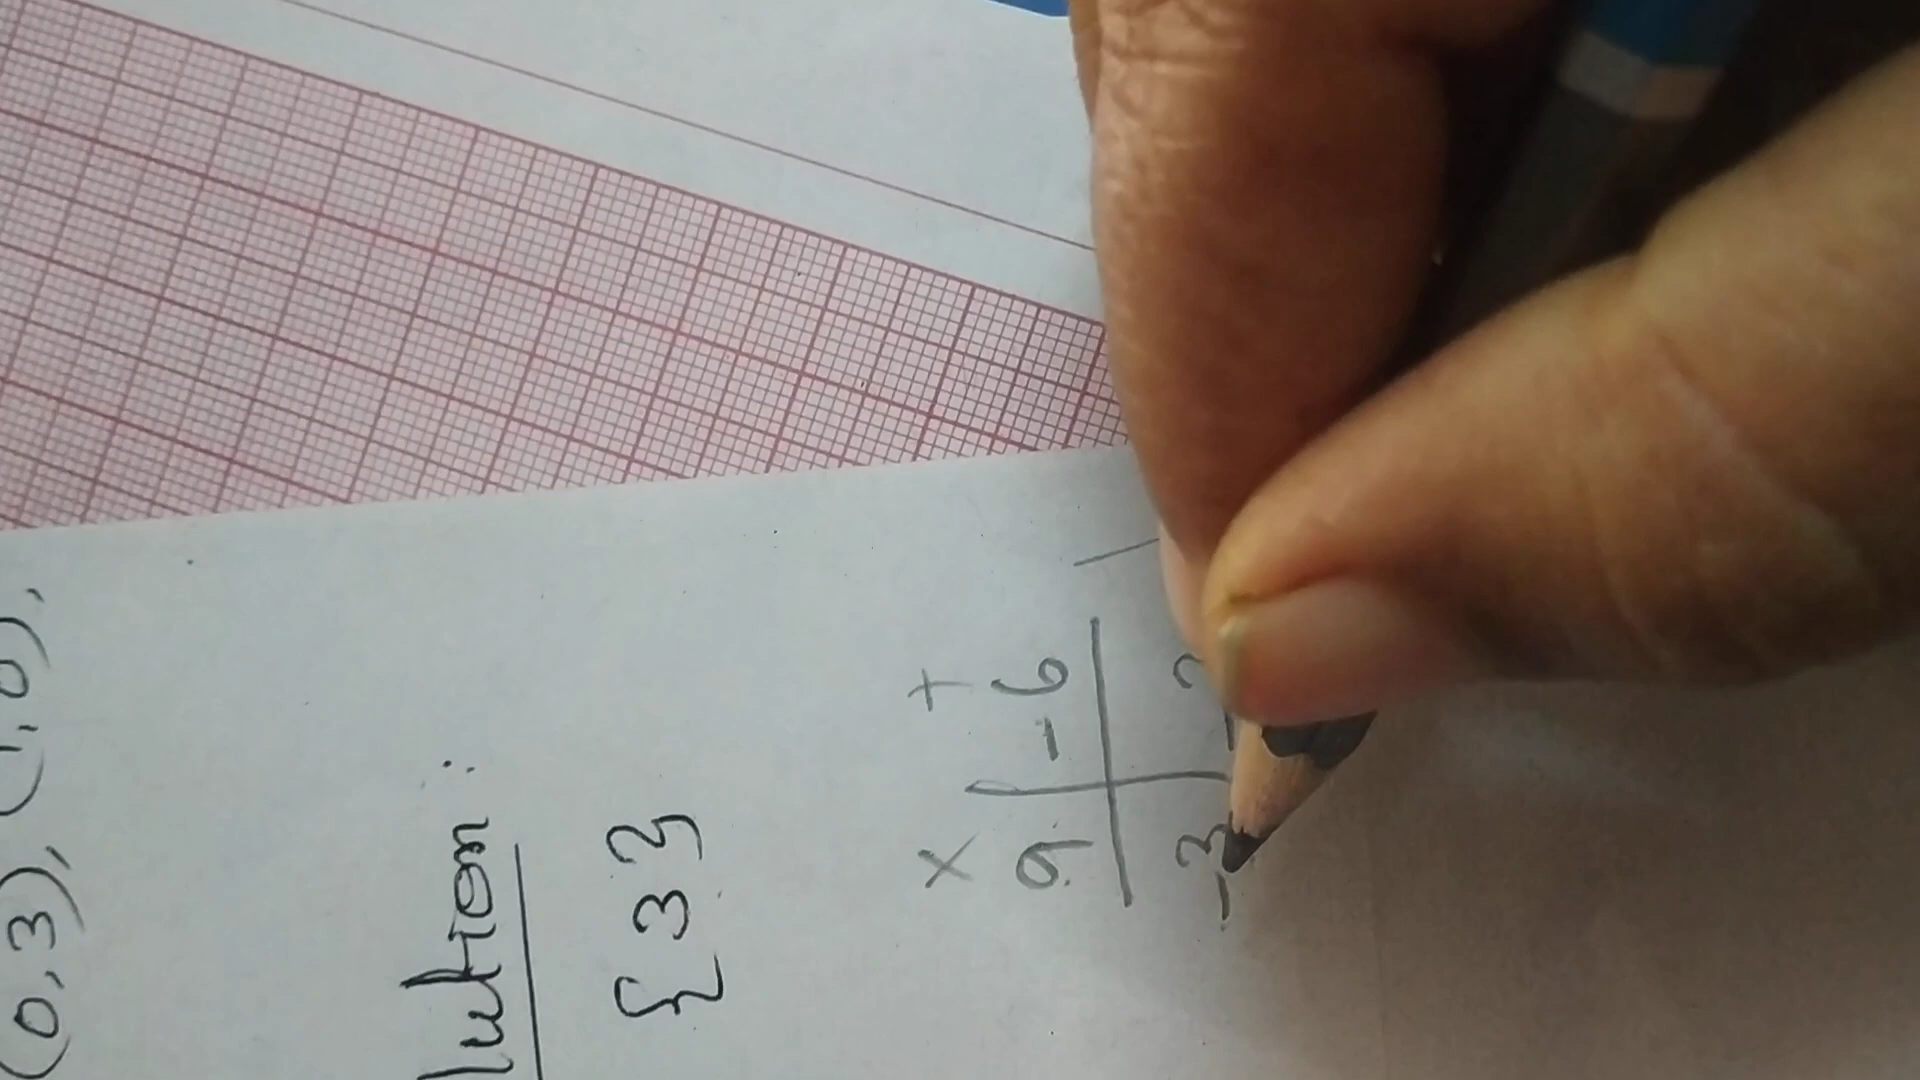 (0,3), (1,0),
lution:
{3}
x +
9 -6
-3 -